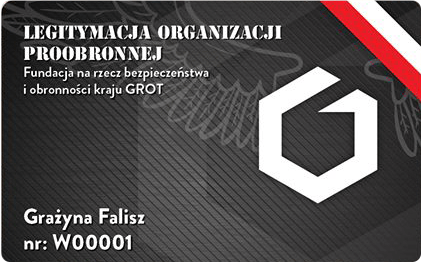 LEGITYMACJA ORGANIZACJI
PROOBRONNEJ
Fundacja na rzecz bezpieczeństwa
i obronności kraju GROT
Grażyna Falisz
nr: W00001